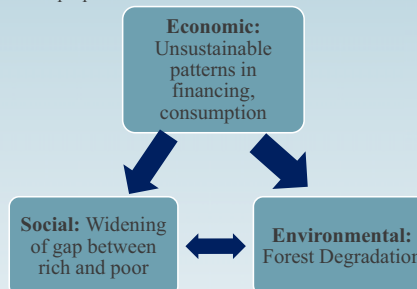 Economic:
Unsustainable
patterns in
financing,
consumption
Social: Widening
of gap between
rich and poor
Environmental:
Forest Degradation